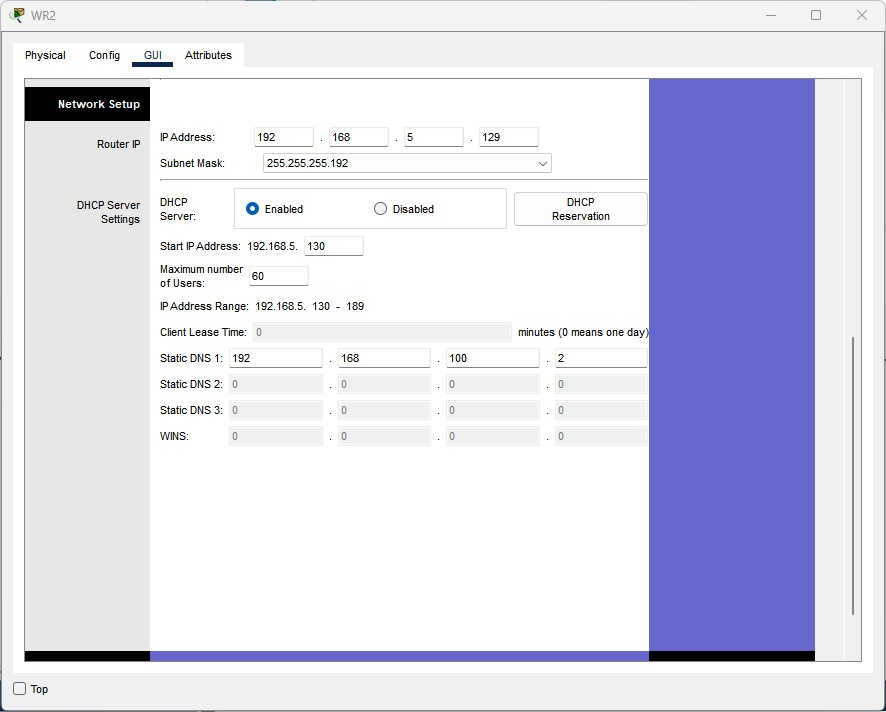 WR2
Physical Config GUI Attributes
Network Setup
Router IP
IP Address: 192 . 168 . 5 . 129
Subnet Mask: 255.255.255.192
DHCP Server Settings
DHCP Server: Enabled Disabled DHCP Reservation
Start IP Address: 192.168.5. 130
Maximum number of Users: 60
IP Address Range: 192.168.5. 130 - 189
Client Lease Time: 0 minutes (0 means one day)
Static DNS 1: 192 . 168 . 100 . 2
Static DNS 2: 0 . 0 . 0 . 0
Static DNS 3: 0 . 0 . 0 . 0
WINS: 0 . 0 . 0 . 0
Top